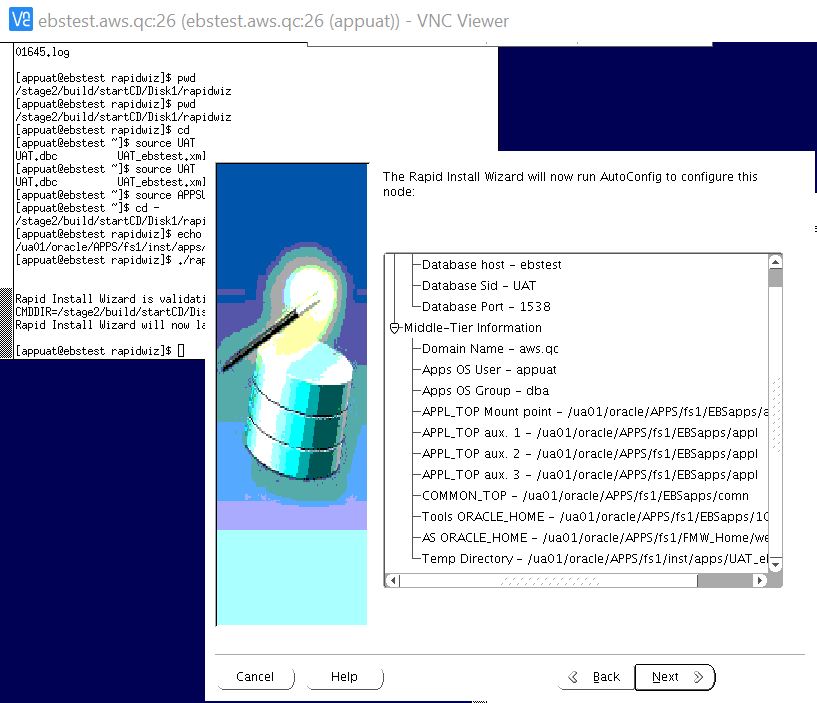 VE ebstest.aws.qc:26 (ebstest.aws.qc:26 (appuat)) - VNC Viewer
01645.log
[appuat@ebstest rapidwiz]$ pwd
/stage2/build/startCD/Disk1/rapidwiz
[appuat@ebstest rapidwiz]$ pwd
/stage2/build/startCD/Disk1/rapidwiz
[appuat@ebstest rapidwiz]$ cd
[appuat@ebstest ~]$ source UAT
UAT.dbc UAT_ebstest.xml
[appuat@ebstest ~]$ source UAT
UAT.dbc UAT_ebstest.xml
[appuat@ebstest ~]$ source APPSU
[appuat@ebstest ~]$ cd -
/stage2/build/startCD/Disk1/rapi
[appuat@ebstest rapidwiz]$ echo
/ua01/oracle/APPS/fs1/inst/apps/
[appuat@ebstest rapidwiz]$ ./rap
Rapid Install Wizard is validati
CMDDIR=/stage2/build/startCD/Dis
Rapid Install Wizard will now la
[appuat@ebstest rapidwiz]$
The Rapid Install Wizard will now run AutoConfig to configure this
node:
Database host - ebstest
Database Sid - UAT
Database Port - 1538
Middle-Tier Information
Domain Name - aws.qc
Apps OS User - appuat
Apps OS Group - dba
APPL_TOP Mount point - /ua01/oracle/APPS/fs1/EBSapps/a
APPL_TOP aux. 1 - /ua01/oracle/APPS/fs1/EBSapps/appl
APPL_TOP aux. 2 - /ua01/oracle/APPS/fs1/EBSapps/appl
APPL_TOP aux. 3 - /ua01/oracle/APPS/fs1/EBSapps/appl
COMMON_TOP - /ua01/oracle/APPS/fs1/EBSapps/comn
Tools ORACLE_HOME - /ua01/oracle/APPS/fs1/EBSapps/10
AS ORACLE_HOME - /ua01/oracle/APPS/fs1/FMW_Home/we
Temp Directory - /ua01/oracle/APPS/fs1/inst/apps/UAT_el
Cancel Help Back Next